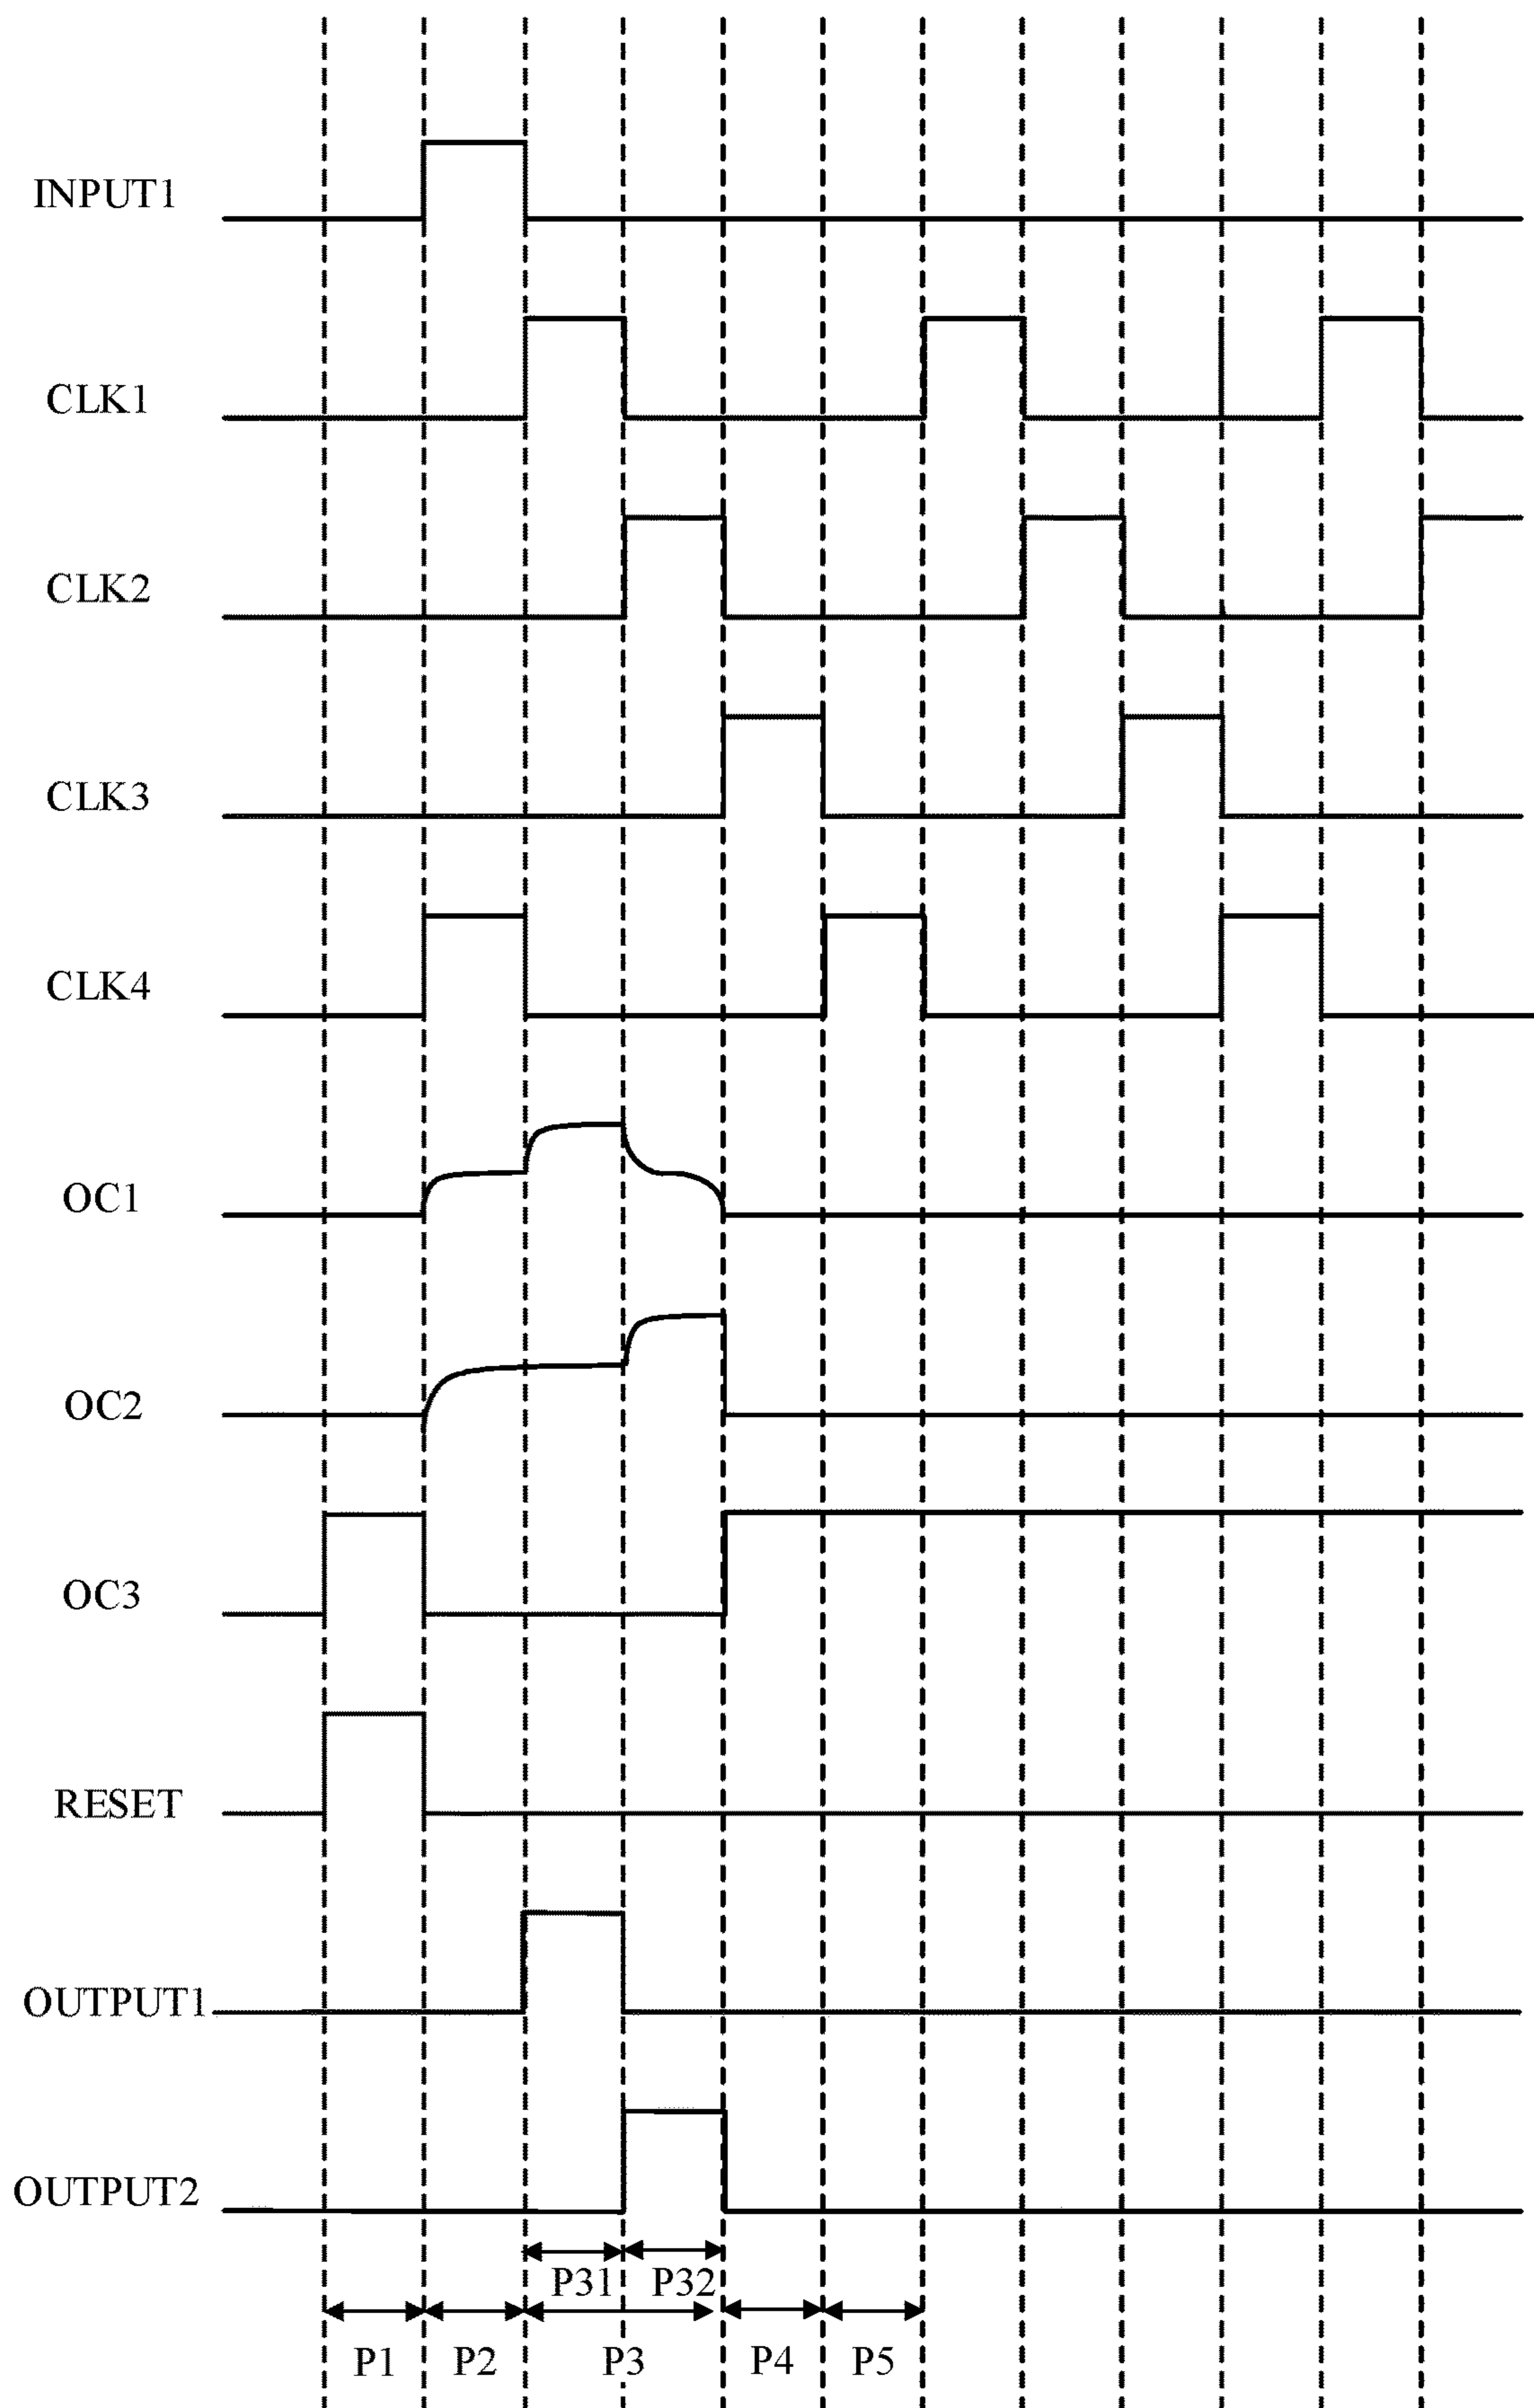 INPUT1
CLK1
CLK2
CLK3
CLK4
OC1
OC2
OC3
RESET
OUTPUT1
OUTPUT2
P31 P32
P1 P2 P3 P4 P5